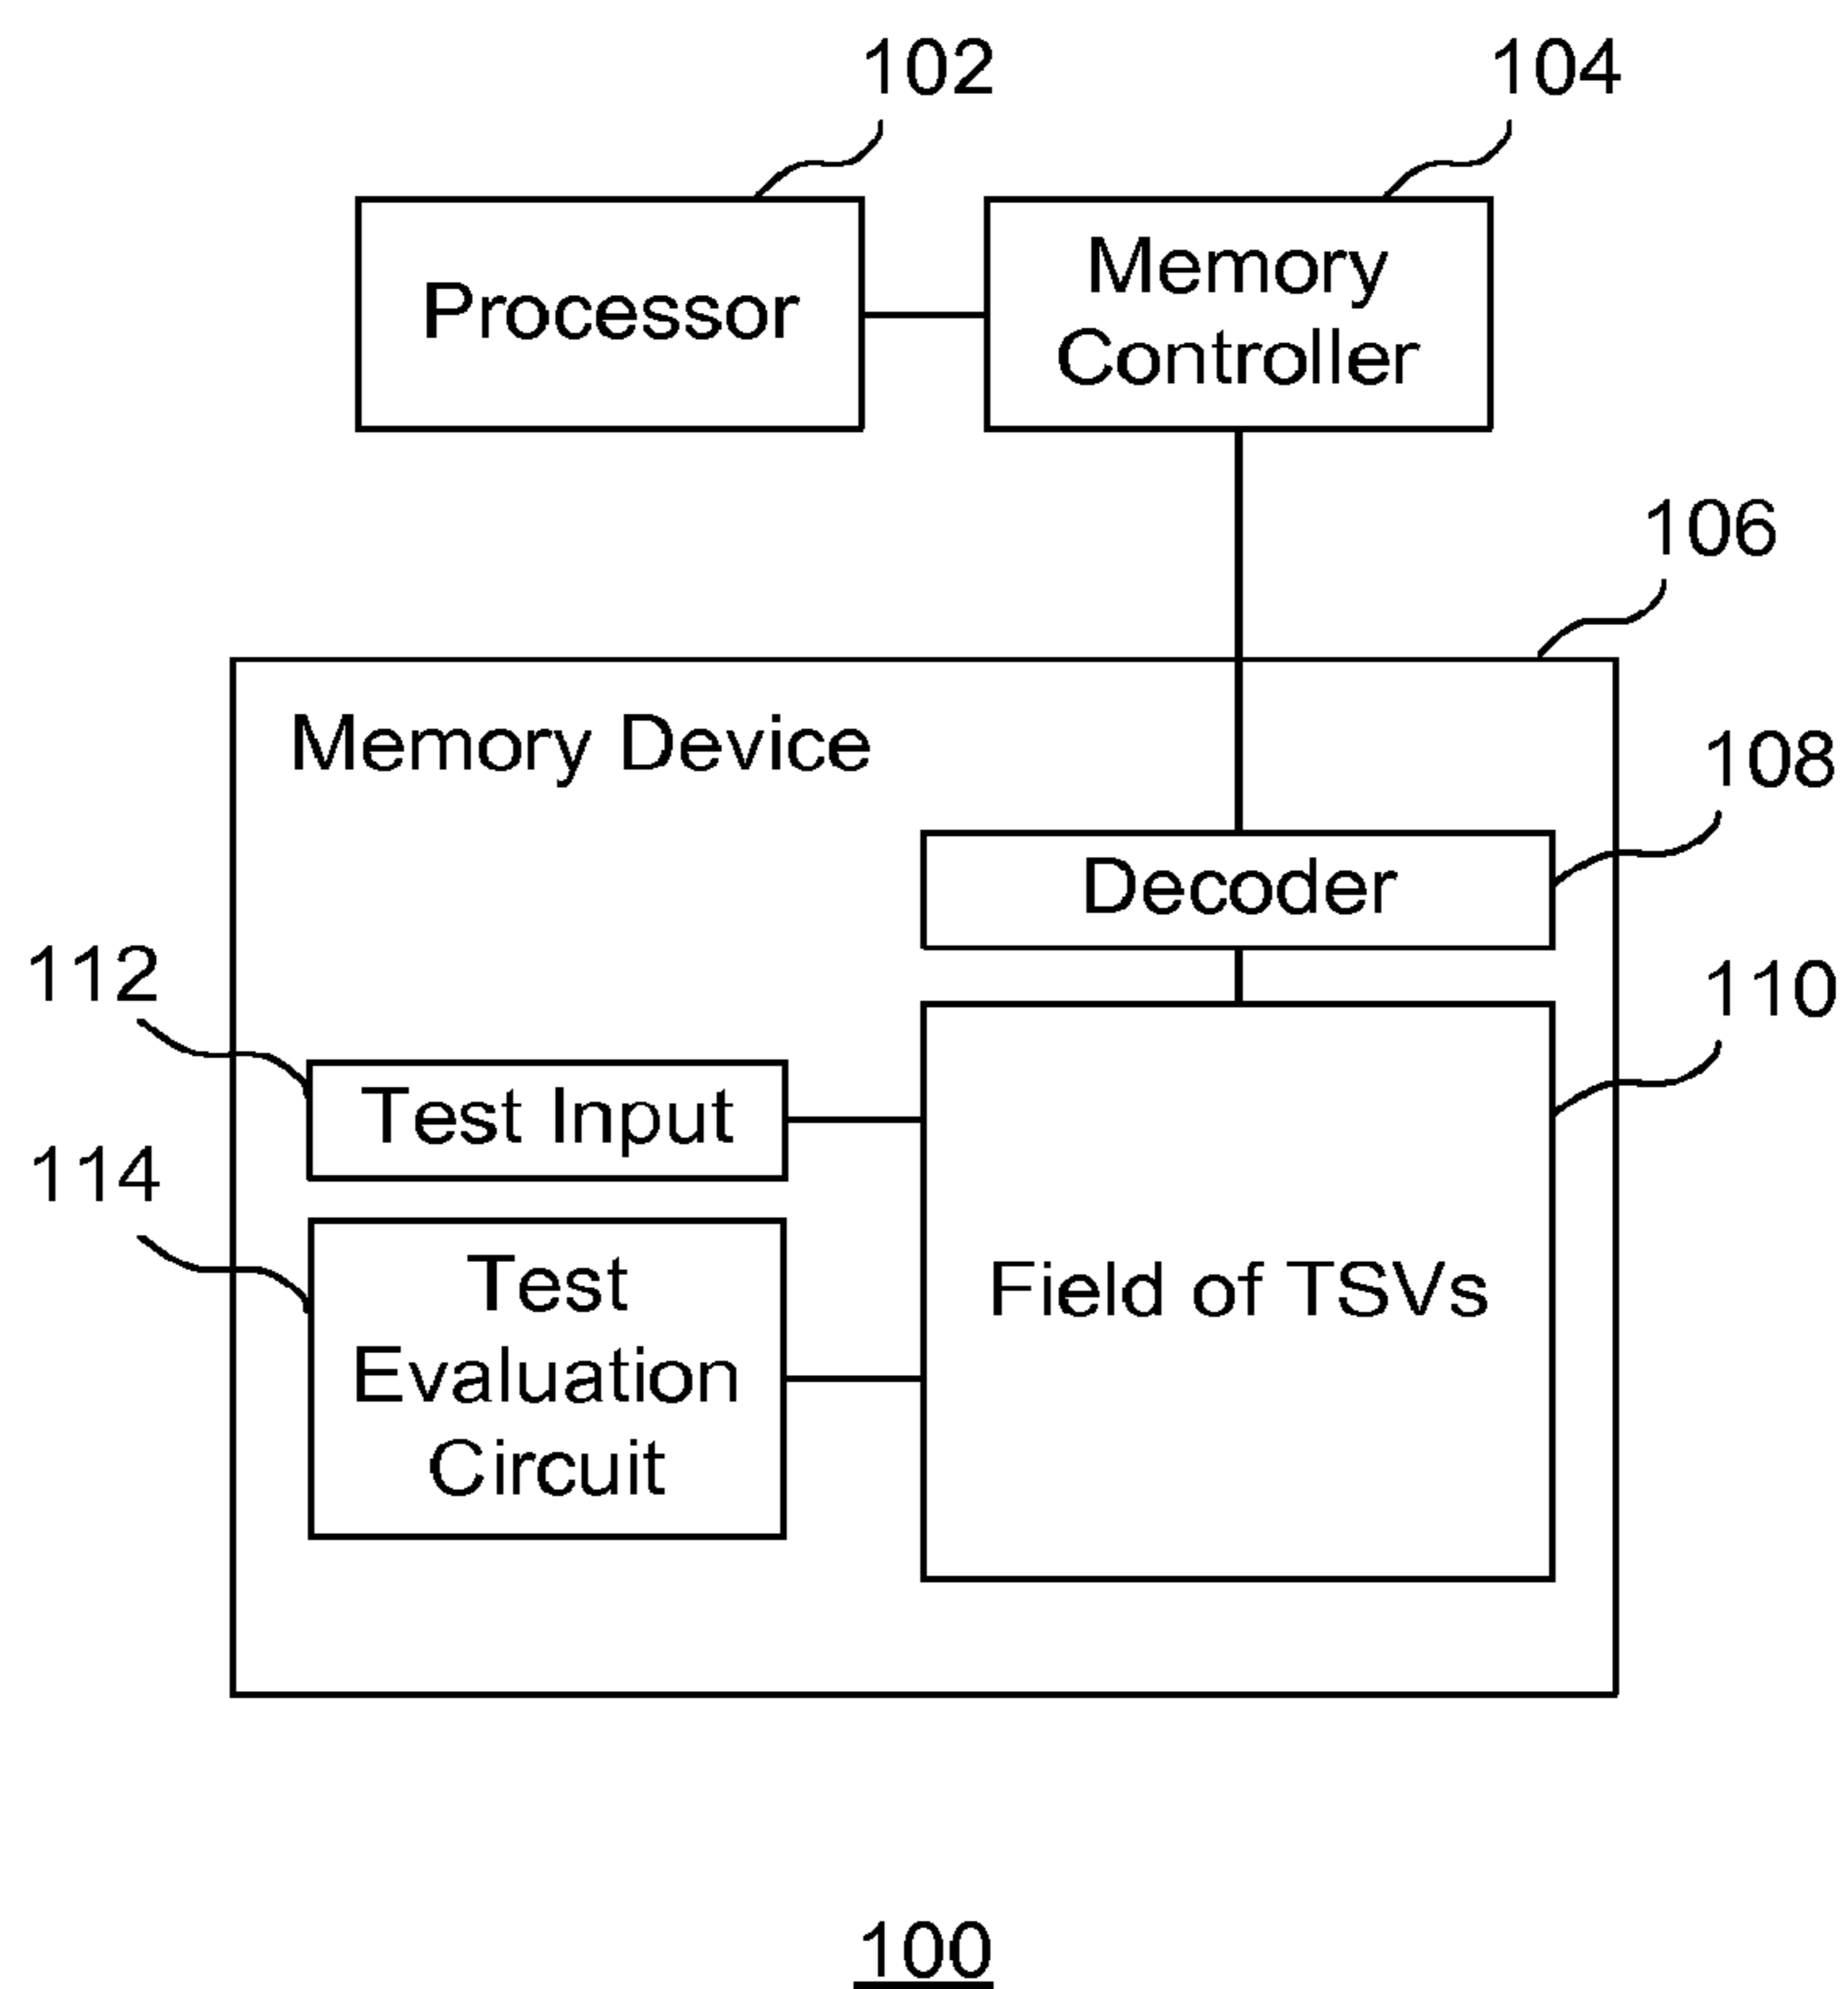 102
104
Processor
Memory
Controller
106
Memory Device
108
Decoder
112
110
Test Input
114
Test
Evaluation
Circuit
Field of TSVs
100